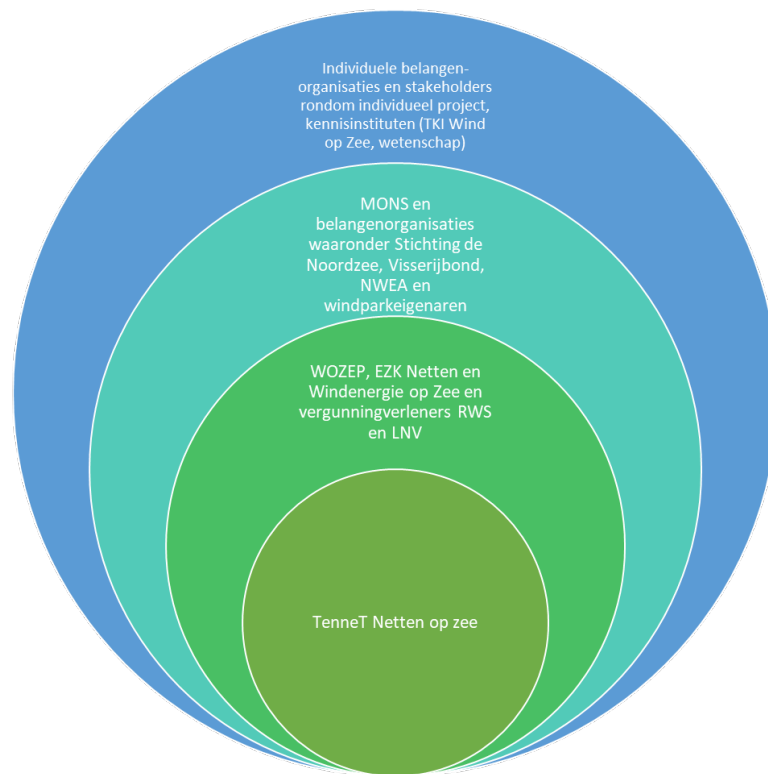 Individuele belangen-
organisaties en stakeholders
rondom individueel project,
kennisinstituten (TKI Wind
op Zee, wetenschap)
MONS en
belangenorganisaties
waaronder Stichting de
Noordzee, Visserijbond,
NWEA en
windparkeigenaren
WOZEP, EZK Netten en
Windenergie op Zee en
vergunningverleners RWS
en LNV
TenneT Netten op zee